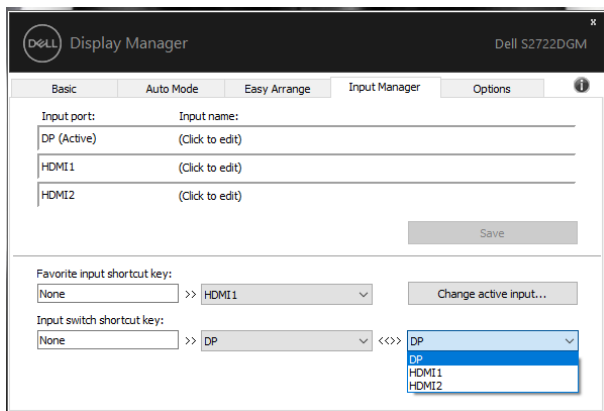 x
DELL Display Manager Dell S2722DGM
Basic Auto Mode Easy Arrange Input Manager Options i
Input port: Input name:
DP (Active) (Click to edit)
HDMI1 (Click to edit)
HDMI2 (Click to edit)
Save
Favorite input shortcut key:
None >> HDMI1 Change active input...
Input switch shortcut key:
None >> DP <<>> DP
DP
HDMI1
HDMI2